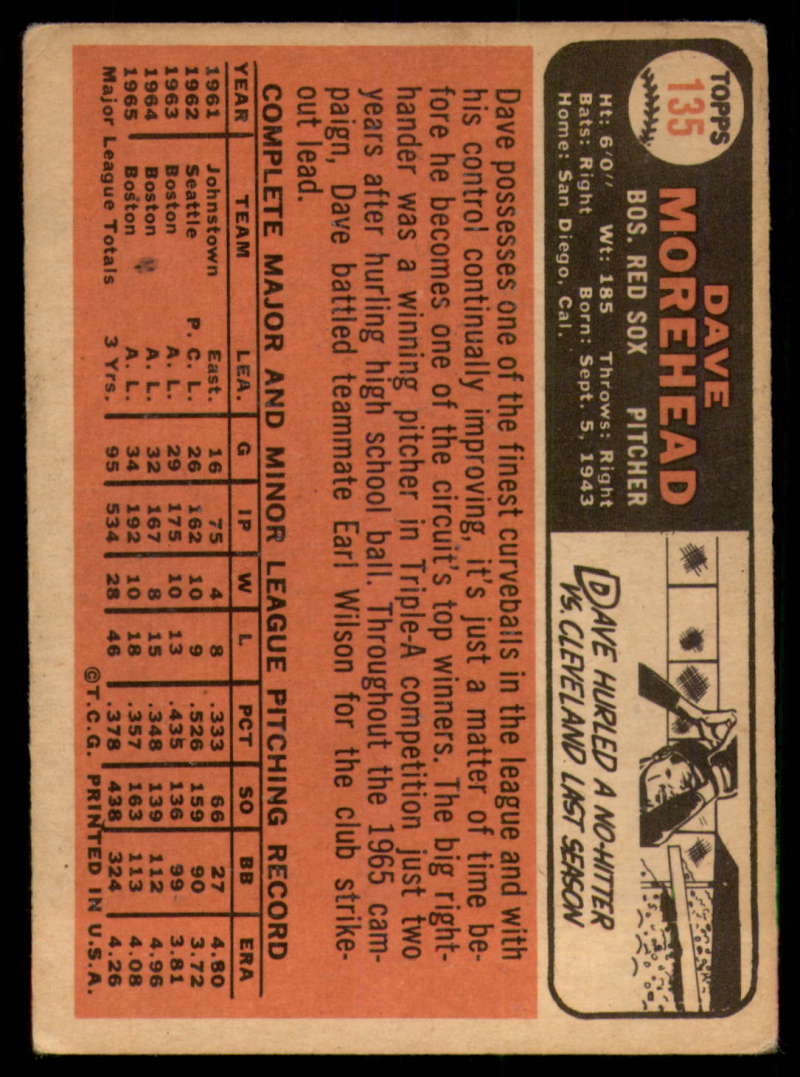 TOPPS
135
DAVE
MOREHEAD
BOS. RED SOX PITCHER
Ht: 6'0" Wt: 185 Throws: Right
Bats: Right Born: Sept. 5, 1943
Home: San Diego, Cal.
DAVE HURLED A NO-HITTER
VS. CLEVELAND LAST SEASON
Dave possesses one of the finest curveballs in the league and with
his control continually improving, it's just a matter of time be-
fore he becomes one of the circuit's top winners. The big right-
hander was a winning pitcher in Triple-A competition just two
years after hurling high school ball. Throughout the 1965 cam-
paign, Dave battled teammate Earl Wilson for the club strike-
out lead.
COMPLETE MAJOR AND MINOR LEAGUE PITCHING RECORD
YEAR TEAM LEA. G IP W L PCT SO BB ERA
1961 Johnstown East. 16 75 4 8 .333 66 27 4.80
1962 Seattle P. C. L. 26 162 10 9 .526 159 90 3.72
1963 Boston A. L. 29 175 10 13 .435 136 99 3.81
1964 Boston A. L. 32 167 8 15 .348 139 112 4.96
1965 Boston A. L. 34 192 10 18 .357 163 113 4.08
Major League Totals 3 Yrs. 95 534 28 46 .378 438 324 4.26
©T.C.G. PRINTED IN U.S.A.